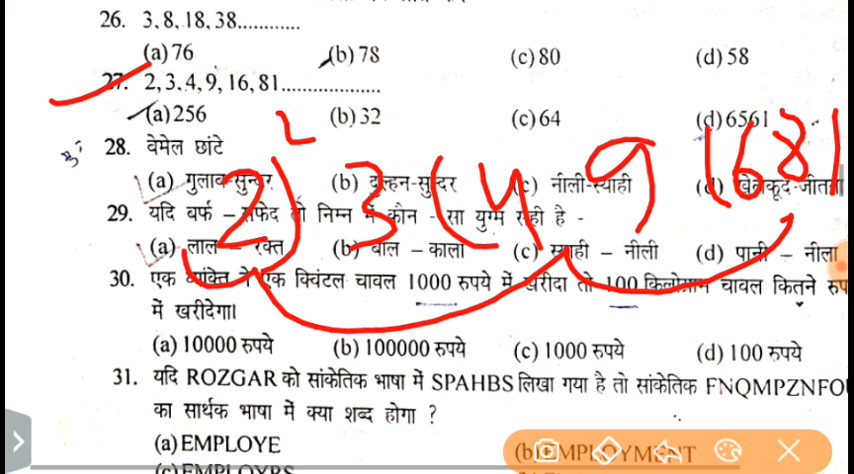 26. 3, 8, 18, 38............
(a) 76 (b) 78 (c) 80 (d) 58
27. 2, 3. 4, 9, 16, 81...................
(a) 256 (b) 32 (c) 64 (d) 6561
28. वेमेल छांटे
2) 3 ( 4 9 16 81
(a) गुलाब-सुन्दर (b) दुल्हन-सुन्दर (c) नीली-स्याही (d) खेलकूद-जीतना
29. यदि बर्फ – सफेद तो निम्न में कौन - सा युग्म सही है -
(a) लाल – रक्त (b) बाल – काला (c) स्याही – नीली (d) पानी – नीला
30. एक व्यक्ति ने एक क्विंटल चावल 1000 रुपये में खरीदा तो 100 किलोग्राम चावल कितने
में खरीदेगा।
(a) 10000 रुपये (b) 100000 रुपये (c) 1000 रुपये (d) 100 रुपये
31. यदि ROZGAR को सांकेतिक भाषा में SPAHBS लिखा गया है तो सांकेतिक FNQMPZNFO
का सार्थक भाषा में क्या शब्द होगा ?
(a) EMPLOYE (b) EMPLOYMENT